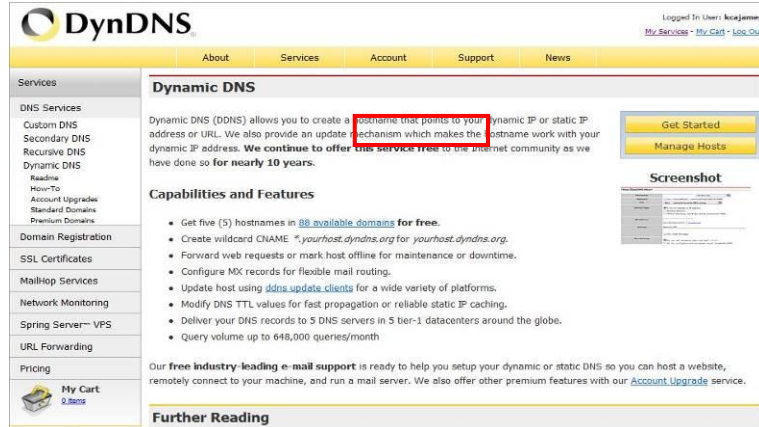 DynDNS
Logged In User: kcajame
My Services - My Cart - Log Ou
About Services Account Support News
Services
DNS Services
Custom DNS
Secondary DNS
Recursive DNS
Dynamic DNS
Readme
How-To
Account Upgrades
Standard Domains
Premium Domains
Domain Registration
SSL Certificates
MailHop Services
Network Monitoring
Spring Server℠ VPS
URL Forwarding
Pricing
My Cart
0 items
Dynamic DNS
Dynamic DNS (DDNS) allows you to create a hostname that points to your dynamic IP or static IP
address or URL. We also provide an update mechanism which makes the hostname work with your
dynamic IP address. We continue to offer this service free to the Internet community as we
have done so for nearly 10 years.
Capabilities and Features
Get five (5) hostnames in 88 available domains for free.
Create wildcard CNAME *.yourhost.dyndns.org for yourhost.dyndns.org.
Forward web requests or mark host offline for maintenance or downtime.
Configure MX records for flexible mail routing.
Update host using ddns update clients for a wide variety of platforms.
Modify DNS TTL values for fast propagation or reliable static IP caching.
Deliver your DNS records to 5 DNS servers in 5 tier-1 datacenters around the globe.
Query volume up to 648,000 queries/month
Our free industry-leading e-mail support is ready to help you setup your dynamic or static DNS so you can host a website,
remotely connect to your machine, and run a mail server. We also offer other premium features with our Account Upgrade service.
Further Reading
Get Started
Manage Hosts
Screenshot